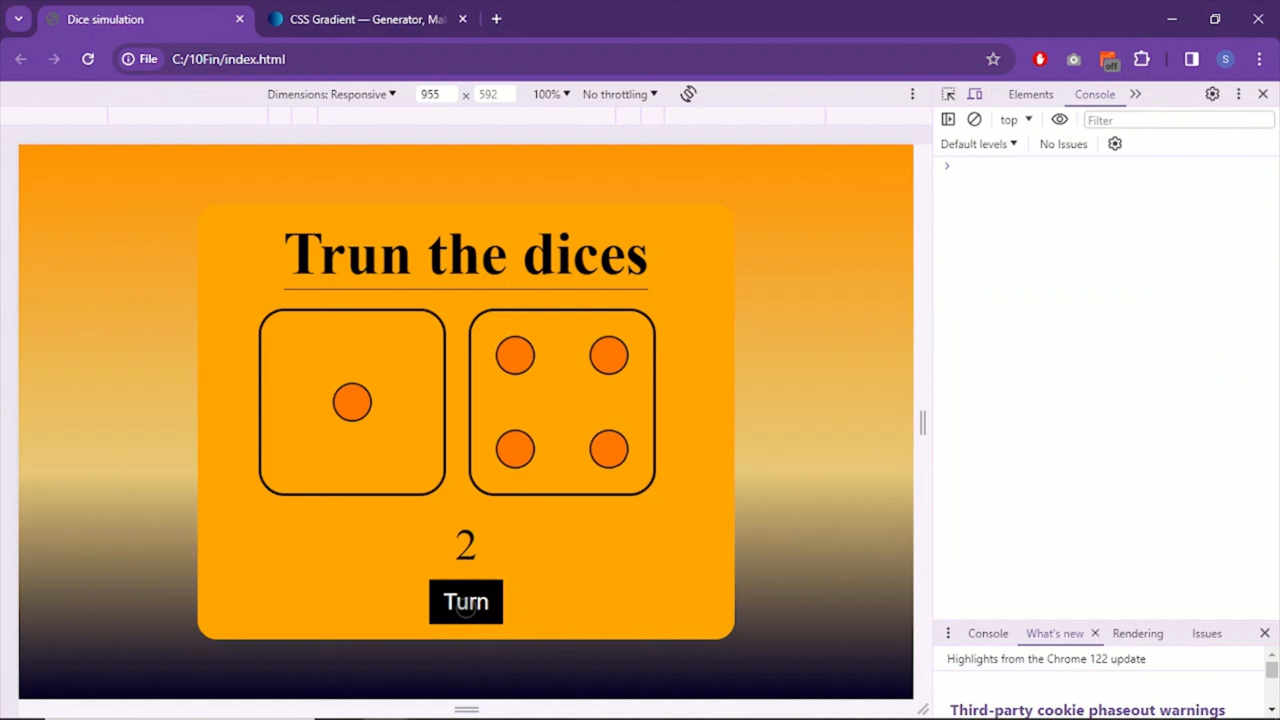 Dice simulation
CSS Gradient — Generator, Ma
File
C:/10Fin/index.html
off
S
Dimensions: Responsive
955 x 592
100%
No throttling
Elements
Console
top
Filter
Default levels
No Issues
Trun the dices
2
Turn
Console
What's new
Rendering
Issues
Highlights from the Chrome 122 update
Third-party cookie phaseout warnings